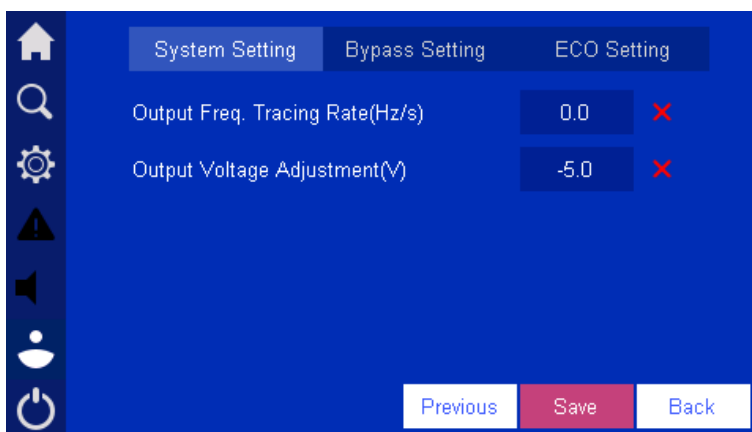 System Setting Bypass Setting ECO Setting
Output Freq. Tracing Rate(Hz/s) 0.0
Output Voltage Adjustment(V) -5.0
Previous Save Back